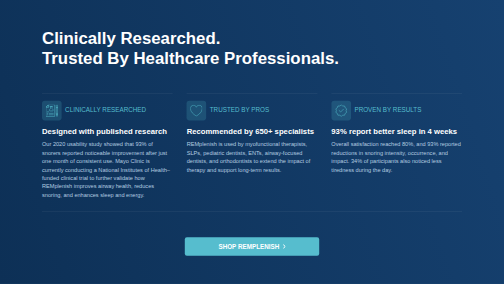 Clinically Researched.
Trusted By Healthcare Professionals.
CLINICALLY RESEARCHED
Designed with published research
Our 2020 usability study showed that 93% of
snorers reported noticeable improvement after just
one month of consistent use. Mayo Clinic is
currently conducting a National Institutes of Health–
funded clinical trial to further validate how
REMplenish improves airway health, reduces
snoring, and enhances sleep and energy.
TRUSTED BY PROS
Recommended by 650+ specialists
REMplenish is used by myofunctional therapists,
SLPs, pediatric dentists, ENTs, airway-focused
dentists, and orthodontists to extend the impact of
therapy and support long-term results.
PROVEN BY RESULTS
93% report better sleep in 4 weeks
Overall satisfaction reached 80%, and 93% reported
reductions in snoring intensity, occurrence, and
impact. 34% of participants also noticed less
tiredness during the day.
SHOP REMPLENISH ›